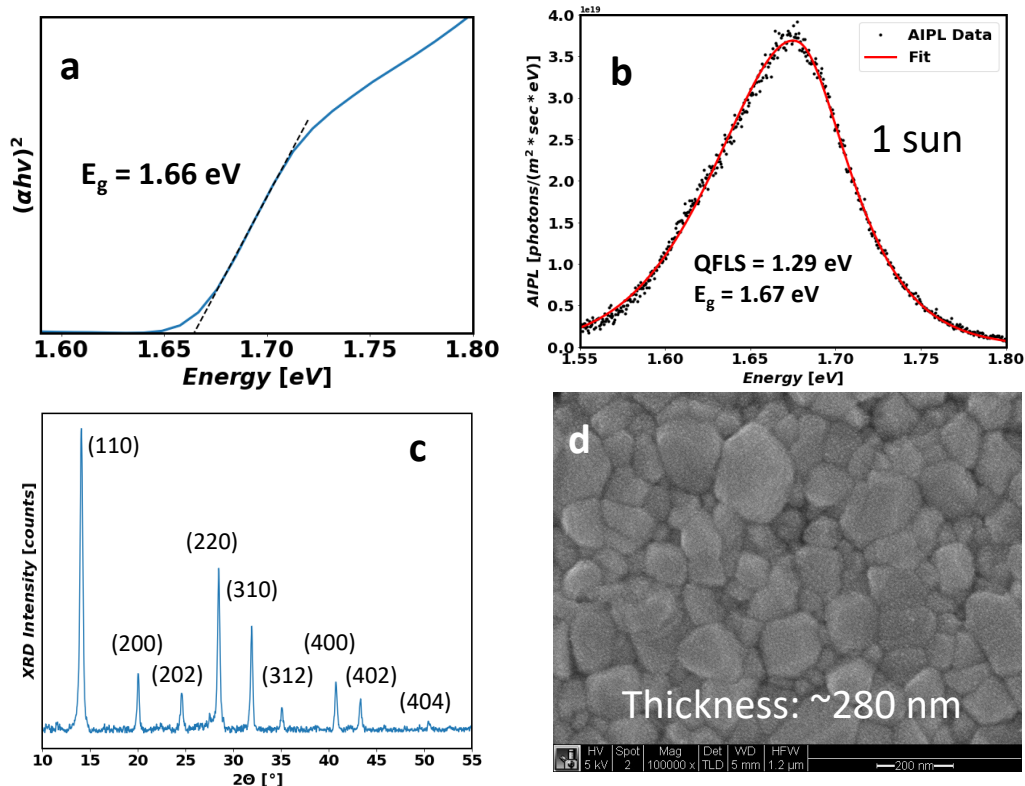 a
E_g = 1.66 eV
(αhv)²
1.60
1.65
1.70
1.75
1.80
Energy [eV]
1e19
b
AIPL Data
Fit
1 sun
QFLS = 1.29 eV
E_g = 1.67 eV
AIPL [photons/(m² * sec * eV)]
4.0
3.5
3.0
2.5
2.0
1.5
1.0
0.5
0.0
1.55
1.60
1.65
1.70
1.75
1.80
Energy [eV]
c
(110)
(200)
(202)
(220)
(310)
(312)
(400)
(402)
(404)
XRD Intensity [counts]
10
15
20
25
30
35
40
45
50
55
2Θ [°]
d
Thickness: ~280 nm
HV Spot Mag Det WD HFW
5 kV 2 100000 x TLD 5 mm 1.2 µm
200 nm